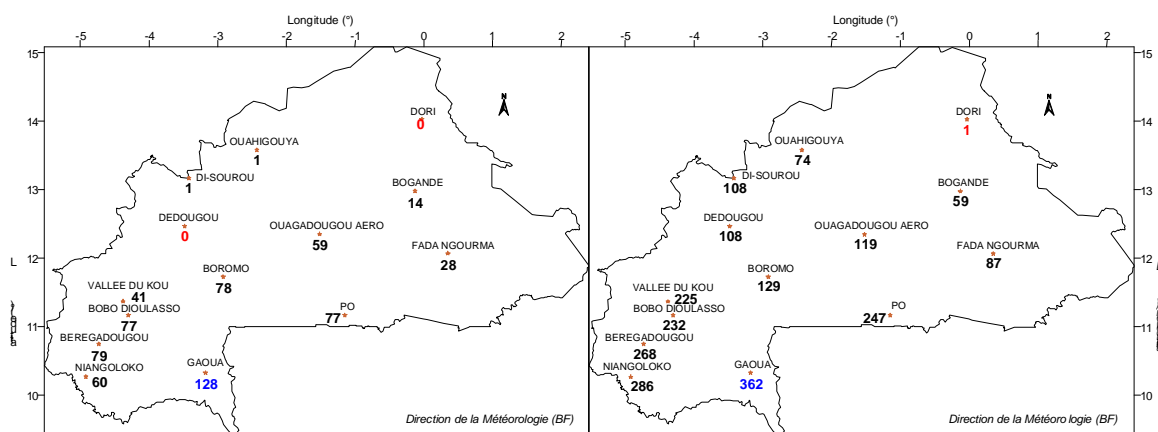 Longitude (°)
-5 -4 -3 -2 -1 0 1 2
15
14
13
12
11
10
N
DORI
0
OUAHIGOUYA
1
DI-SOUROU
1
BOGANDE
14
DEDOUGOU
0
OUAGADOUGOU AERO
59
FADA NGOURMA
28
BOROMO
78
VALLEE DU KOU
41
BOBO DIOULASSO
77
PO
77
BEREGADOUGOU
79
NIANGOLOKO
60
GAOUA
128
Direction de la Météorologie (BF)
Longitude (°)
-5 -4 -3 -2 -1 0 1 2
15
14
13
12
11
10
N
DORI
1
OUAHIGOUYA
74
DI-SOUROU
108
BOGANDE
59
DEDOUGOU
108
OUAGADOUGOU AERO
119
FADA NGOURMA
87
BOROMO
129
VALLEE DU KOU
225
BOBO DIOULASSO
232
PO
247
BEREGADOUGOU
268
NIANGOLOKO
286
GAOUA
362
Direction de la Météorologie (BF)